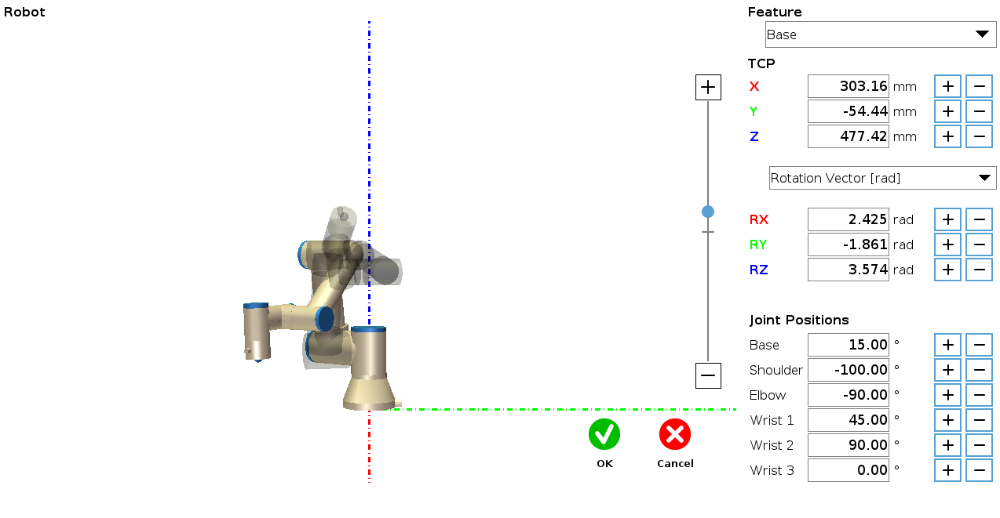 Robot
Feature
Base
TCP
X 303.16 mm + −
Y -54.44 mm + −
Z 477.42 mm + −
Rotation Vector [rad]
RX 2.425 rad + −
RY -1.861 rad + −
RZ 3.574 rad + −
Joint Positions
Base 15.00 ° + −
Shoulder -100.00 ° + −
Elbow -90.00 ° + −
Wrist 1 45.00 ° + −
Wrist 2 90.00 ° + −
Wrist 3 0.00 ° + −
+
−
OK
Cancel